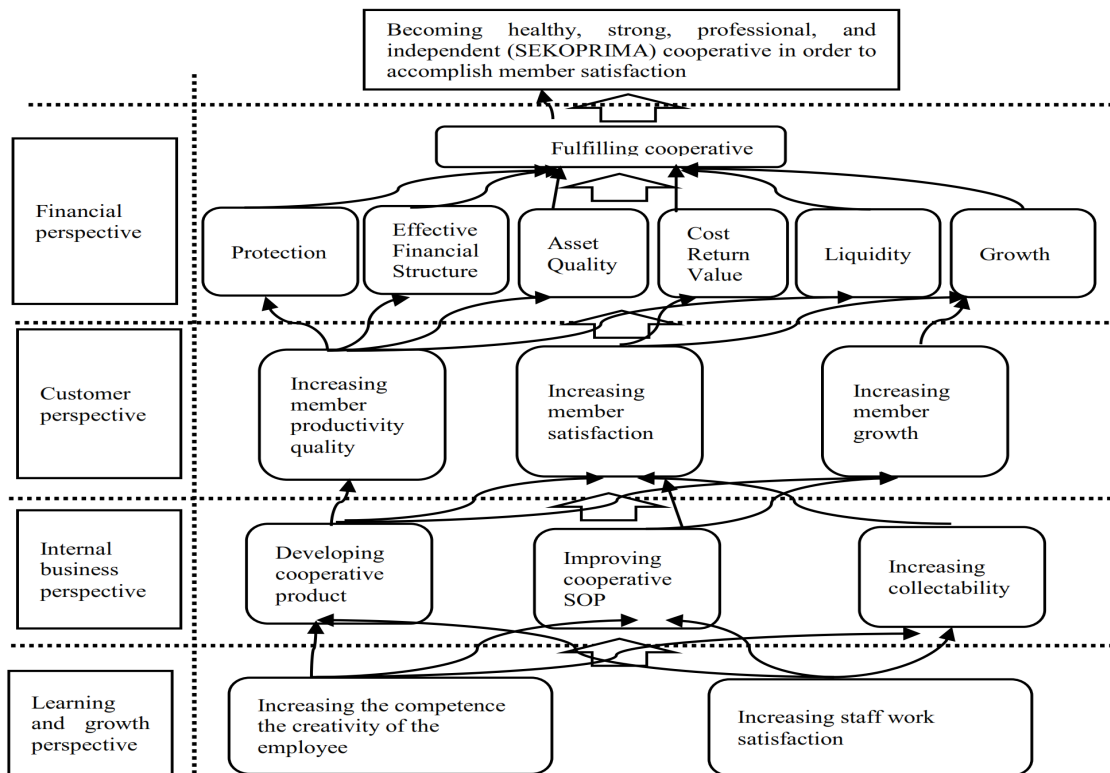 Becoming healthy, strong, professional, and
independent (SEKOPRIMA) cooperative in order to
accomplish member satisfaction
Fulfilling cooperative
Financial
perspective
Protection
Effective
Financial
Structure
Asset
Quality
Cost
Return
Value
Liquidity
Growth
Customer
perspective
Increasing
member
productivity
quality
Increasing
member
satisfaction
Increasing
member
growth
Internal
business
perspective
Developing
cooperative
product
Improving
cooperative
SOP
Increasing
collectability
Learning
and growth
perspective
Increasing the competence
the creativity of the
employee
Increasing staff work
satisfaction